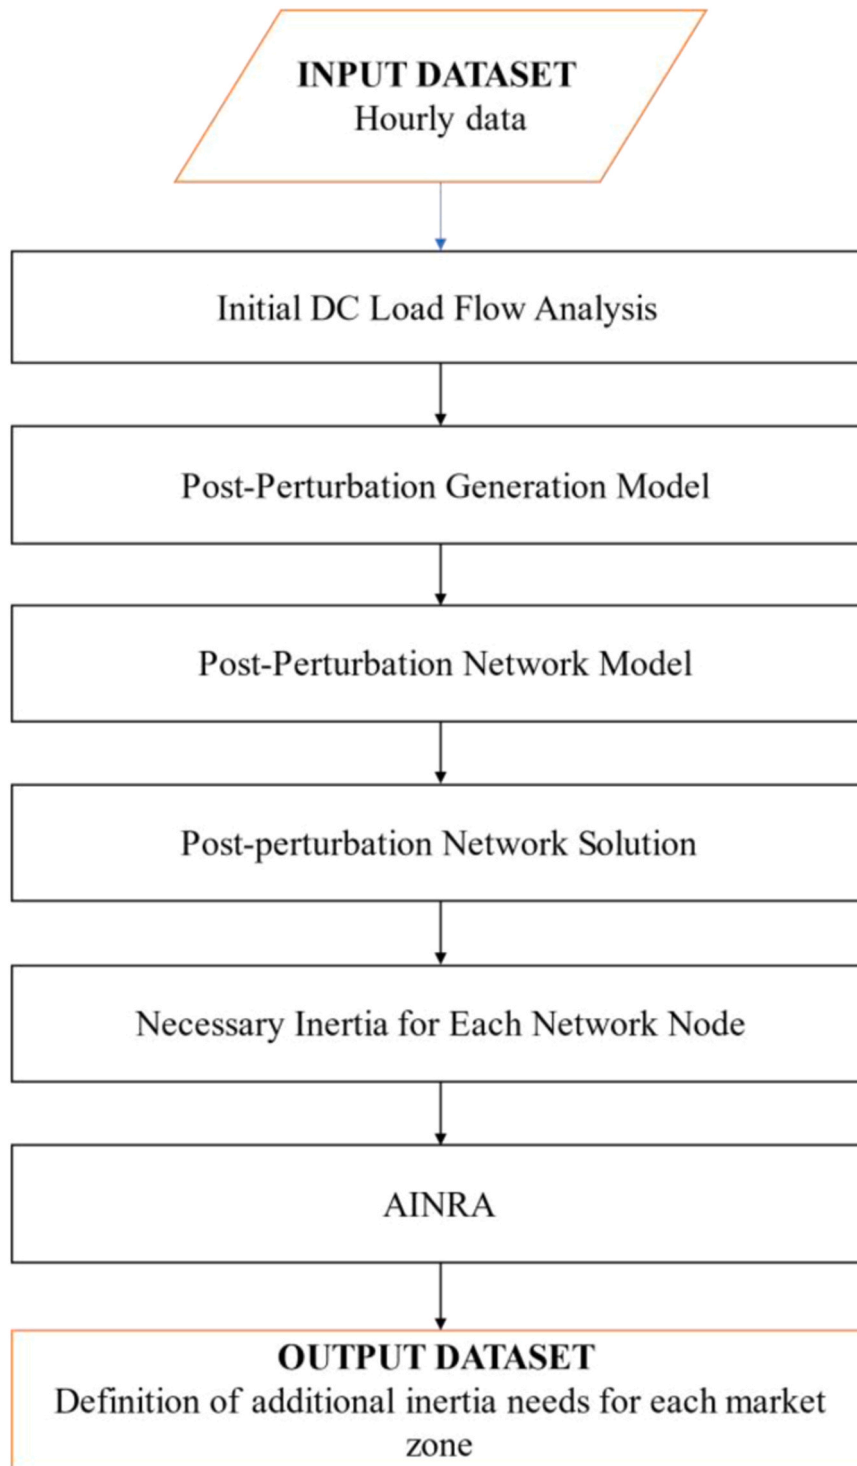 INPUT DATASET
Hourly data
Initial DC Load Flow Analysis
Post-Perturbation Generation Model
Post-Perturbation Network Model
Post-perturbation Network Solution
Necessary Inertia for Each Network Node
AINRA
OUTPUT DATASET
Definition of additional inertia needs for each market
zone